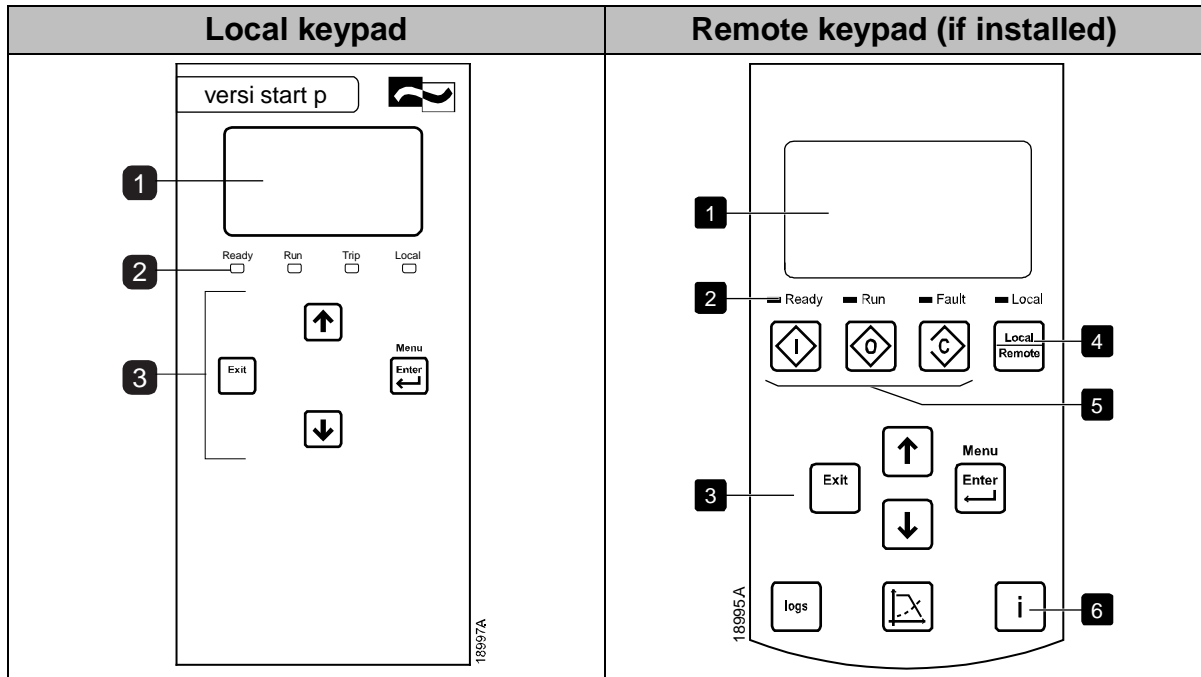 Local keypad
Remote keypad (if installed)
versi start p
1
Ready Run Trip Local
2
Menu
Exit
Enter
3
18997A
1
2
Ready Run Fault Local
I
O
C
Local
Remote
4
5
Menu
Exit
Enter
3
logs
i
6
18995A